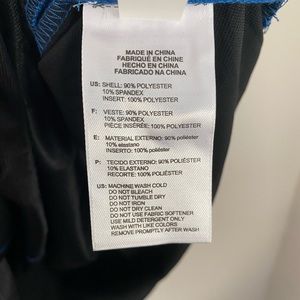 MADE IN CHINA
FABRIQUÉ EN CHINE
HECHO EN CHINA
FABRICADO NA CHINA
US: SHELL: 90% POLYESTER
10% SPANDEX
INSERT: 100% POLYESTER
F: VESTE: 90% POLYESTER
10% SPANDEX
PIÈCE INSÉRÉE: 100% POLYESTER
E: MATERIAL EXTERNO: 90% poliéster
10% elastano
INSERTO: 100% poliéster
P: TECIDO EXTERNO: 90% POLIÉSTER
10% ELASTANO
RECORTE: 100% POLIÉSTER
US: MACHINE WASH COLD
DO NOT BLEACH
DO NOT TUMBLE DRY
DO NOT IRON
DO NOT DRY CLEAN
DO NOT USE FABRIC SOFTENER
USE MILD DETERGENT ONLY
WASH WITH LIKE COLORS
REMOVE PROMPTLY AFTER WASH